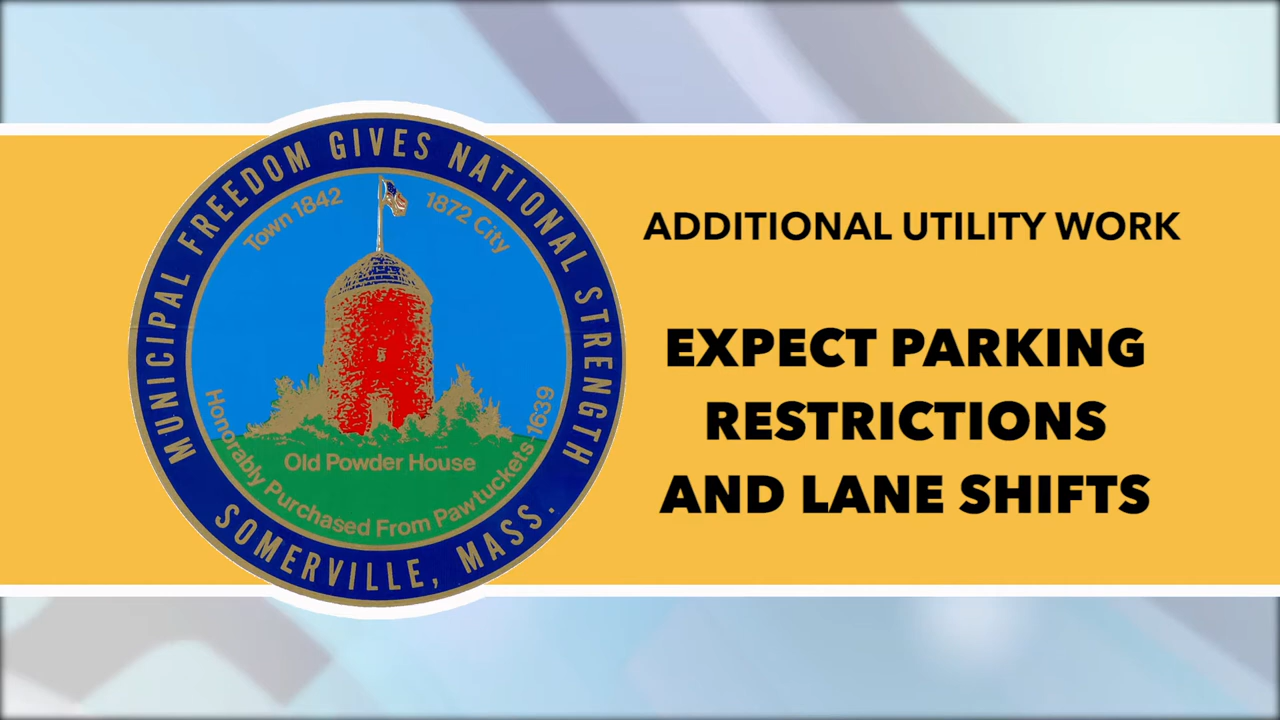 MUNICIPAL FREEDOM GIVES NATIONAL STRENGTH
Town 1842
1872 City
Old Powder House
Honorably Purchased From Pawtuckets 1639
SOMERVILLE, MASS.
ADDITIONAL UTILITY WORK
EXPECT PARKING
RESTRICTIONS
AND LANE SHIFTS